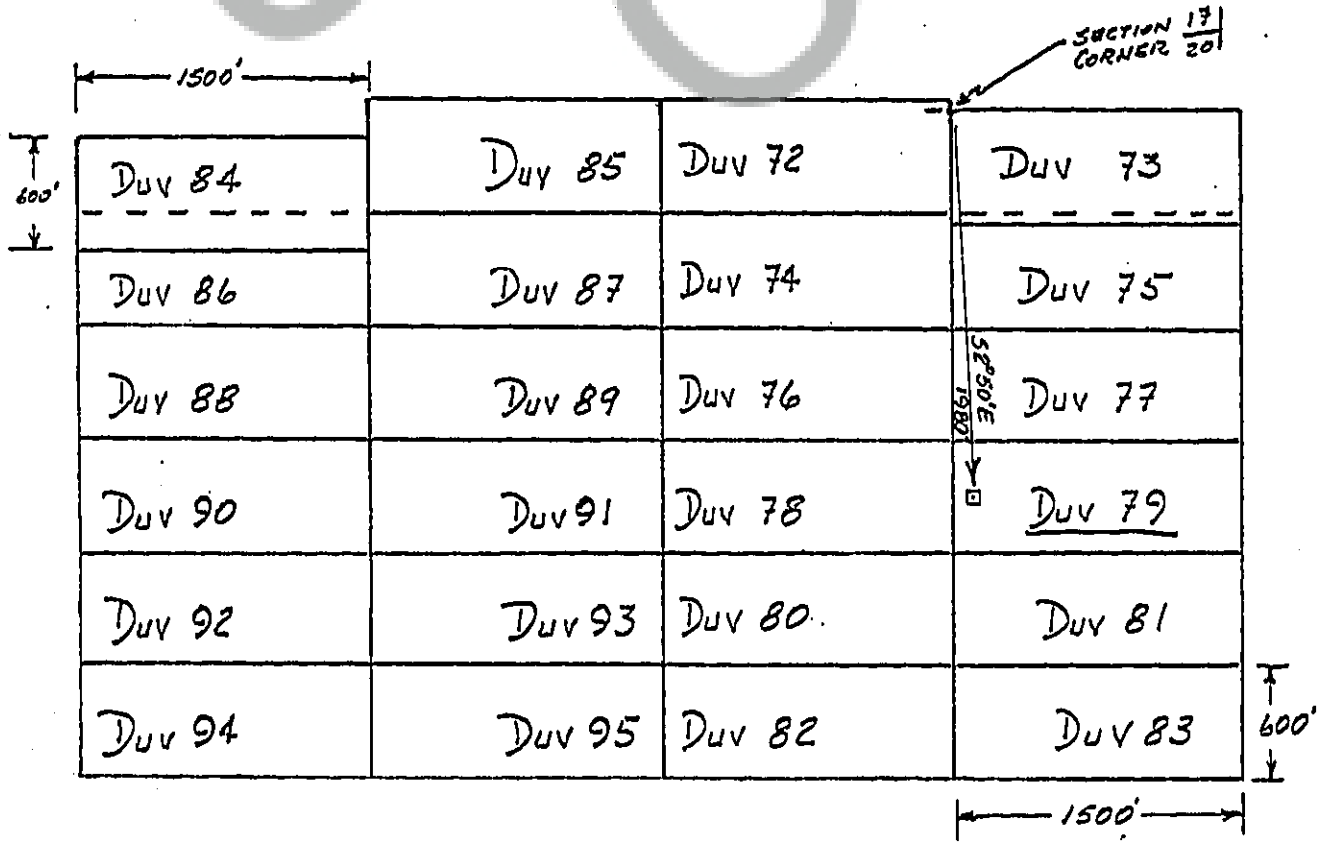 SECTION 17
CORNER 20
1500'
600'
Duv 84
Duv 85
Duv 72
Duv 73
Duv 86
Duv 87
Duv 74
Duv 75
Duv 88
Duv 89
Duv 76
S2°50'E
1980'
Duv 77
Duv 90
Duv 91
Duv 78
Duv 79
Duv 92
Duv 93
Duv 80
Duv 81
Duv 94
Duv 95
Duv 82
Duv 83
600'
1500'